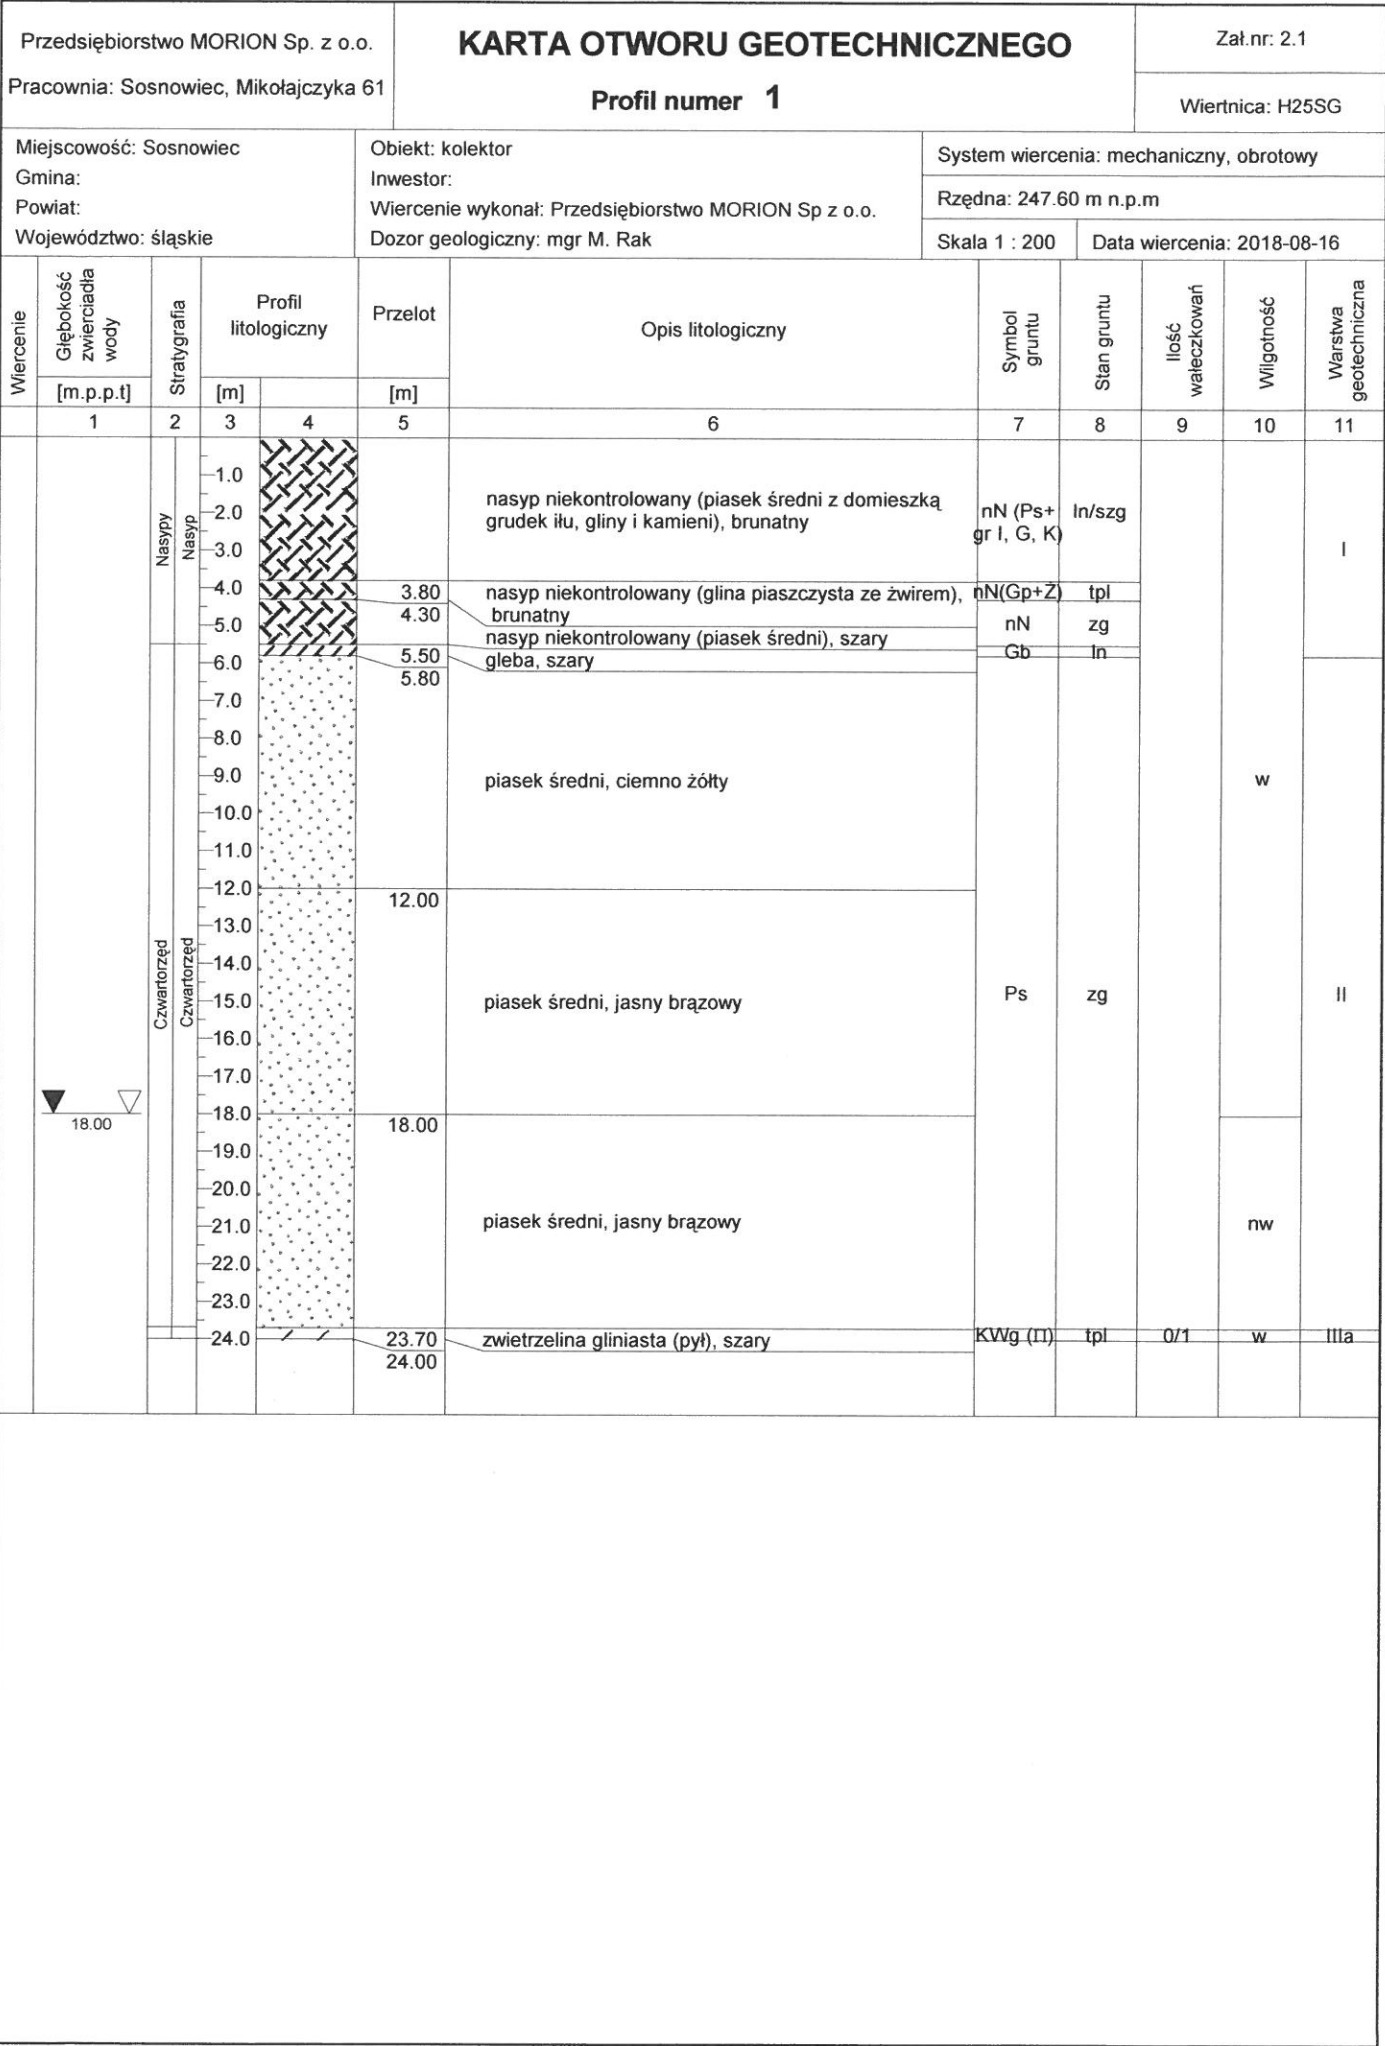 Przedsiębiorstwo MORION Sp. z o.o.
Pracownia: Sosnowiec, Mikołajczyka 61
KARTA OTWORU GEOTECHNICZNEGO
Profil numer 1
Zał.nr: 2.1
Wiertnica: H25SG
Miejscowość: Sosnowiec
Gmina:
Powiat:
Województwo: śląskie
Obiekt: kolektor
Inwestor:
Wiercenie wykonał: Przedsiębiorstwo MORION Sp z o.o.
Dozor geologiczny: mgr M. Rak
System wiercenia: mechaniczny, obrotowy
Rzędna: 247.60 m n.p.m
Skala 1 : 200
Data wiercenia: 2018-08-16
Wiercenie
Głębokość
zwierciadła
wody
[m.p.p.t]
Stratygrafia
Profil
litologiczny
[m]
Przelot
[m]
Opis litologiczny
Symbol
gruntu
Stan gruntu
Ilość
wałeczkowań
Wilgotność
Warstwa
geotechniczna
1 2 3 4 5 6 7 8 9 10 11
Nasypy
Nasyp
Czwartorzęd
Czwartorzęd
18.00
1.0
2.0
3.0
4.0
5.0
6.0
7.0
8.0
9.0
10.0
11.0
12.0
13.0
14.0
15.0
16.0
17.0
18.0
19.0
20.0
21.0
22.0
23.0
24.0
3.80
4.30
5.50
5.80
12.00
18.00
23.70
24.00
nasyp niekontrolowany (piasek średni z domieszką
grudek iłu, gliny i kamieni), brunatny
nasyp niekontrolowany (glina piaszczysta ze żwirem),
brunatny
nasyp niekontrolowany (piasek średni), szary
gleba, szary
piasek średni, ciemno żółty
piasek średni, jasny brązowy
piasek średni, jasny brązowy
zwietrzelina gliniasta (pył), szary
nN (Ps+
gr I, G, K)
nN(Gp+Ż)
nN
Gb
Ps
KWg (Π)
ln/szg
tpl
zg
ln
zg
tpl
0/1
w
nw
w
I
II
IIIa